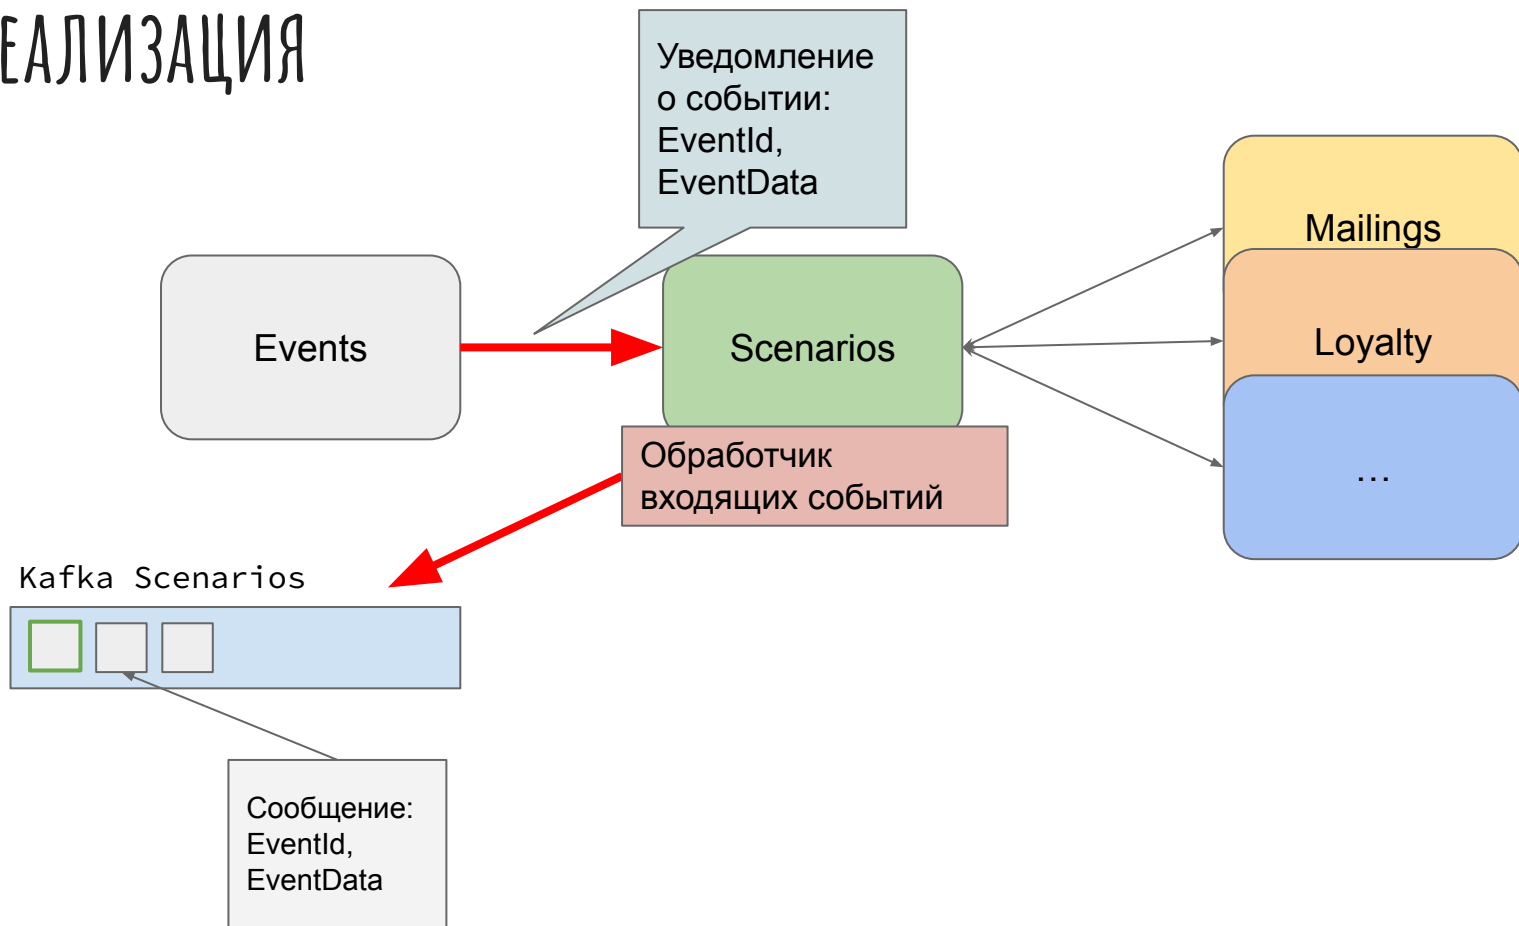 ЕАЛИЗАЦИЯ
Уведомление
о событии:
EventId,
EventData
Mailings
Events
Scenarios
Loyalty
...
Обработчик
входящих событий
Kafka Scenarios
Сообщение:
EventId,
EventData